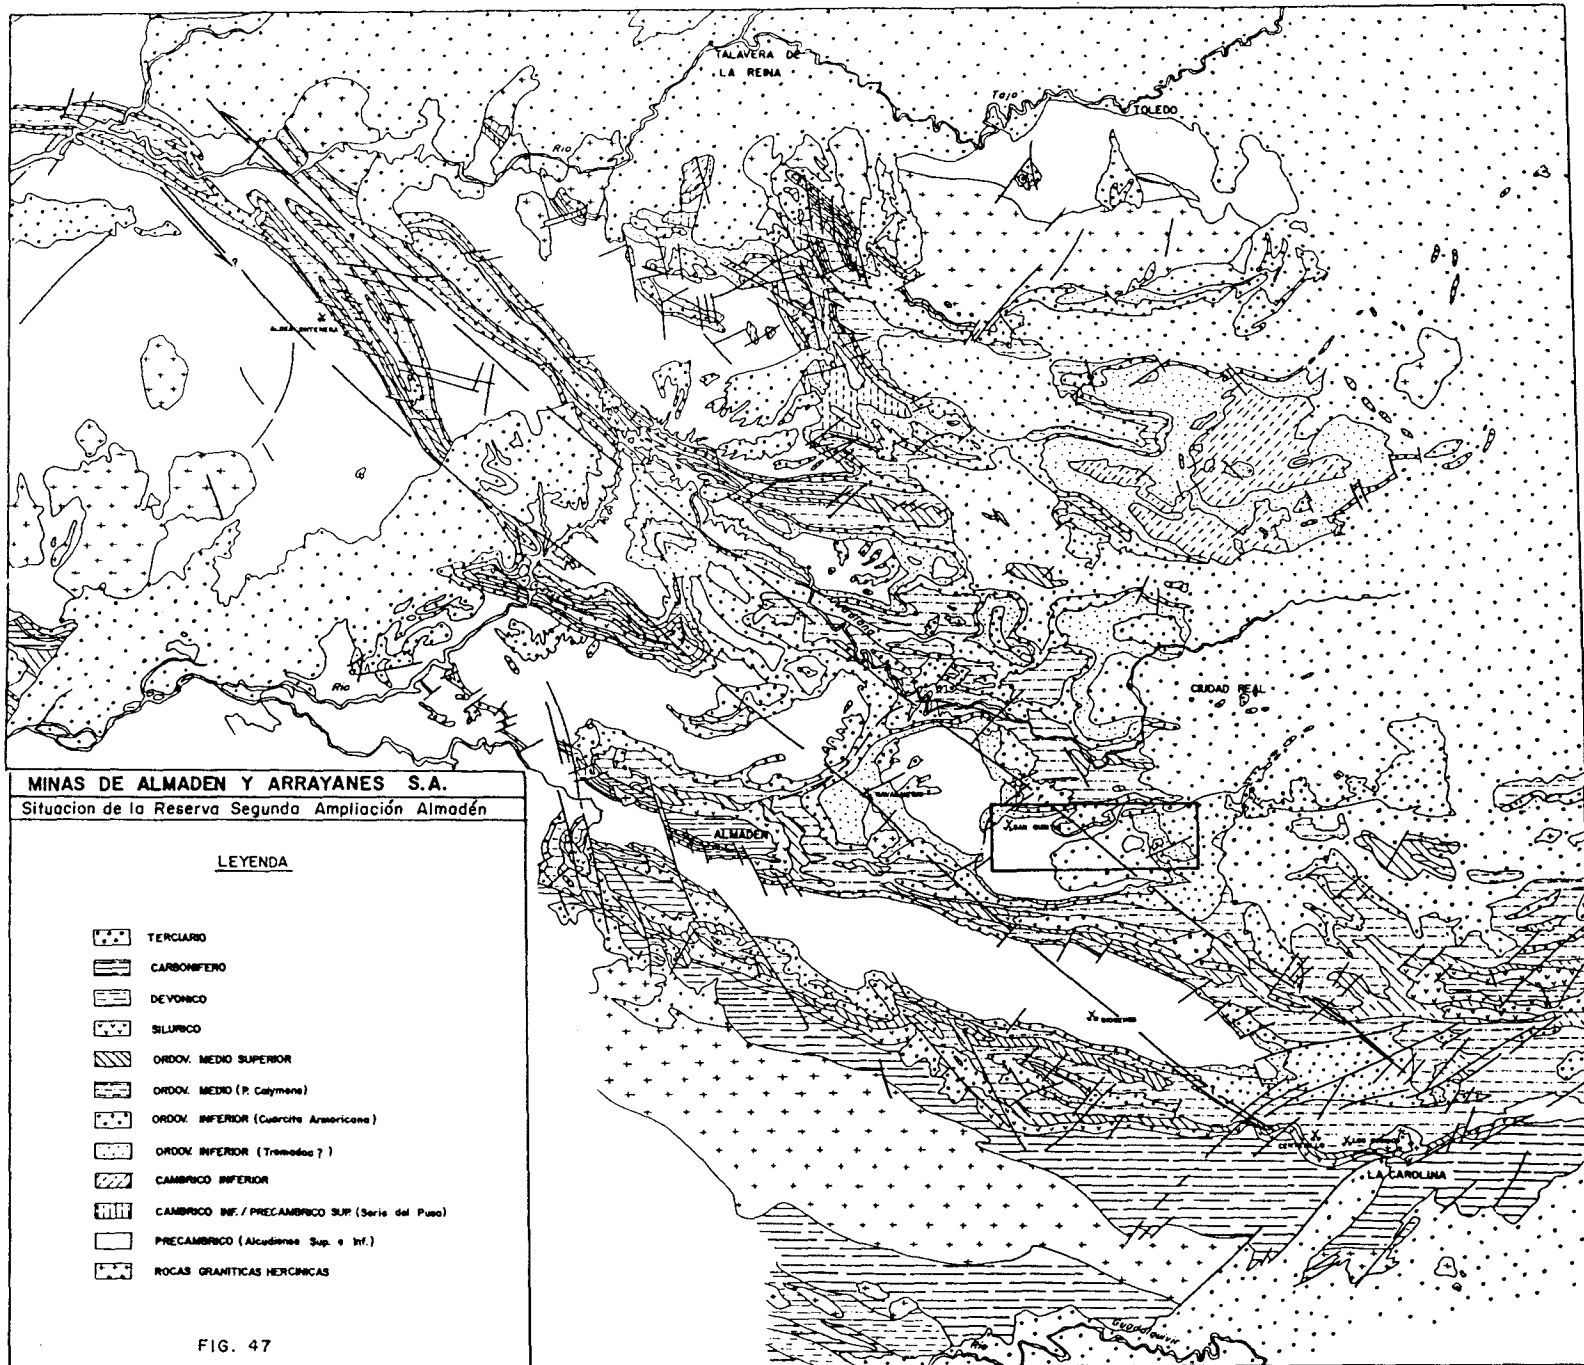 TALAVERA DE
LA REINA
Tajo
TOLEDO
Rio
Rio
CIUDAD REAL
MINAS DE ALMADEN Y ARRAYANES S.A.
Situacion de la Reserva Segunda Ampliación Almadén
ALMADEN
SAN QUINTIN
LEYENDA
TERCIARIO
CARBONIFERO
DEVONICO
SILURICO
ORDOV. MEDIO SUPERIOR
ORDOV. MEDIO (P. Calymene)
ORDOV. INFERIOR (Cuarcita Armoricana)
ORDOV. INFERIOR (Tremadoc ?)
CAMBRICO INFERIOR
CAMBRICO INF. / PRECAMBRICO SUP. (Serie del Pusa)
PRECAMBRICO (Alcudiense Sup. e Inf.)
ROCAS GRANITICAS HERCINICAS
LA CAROLINA
Rio
Guadalquivir
FIG. 47